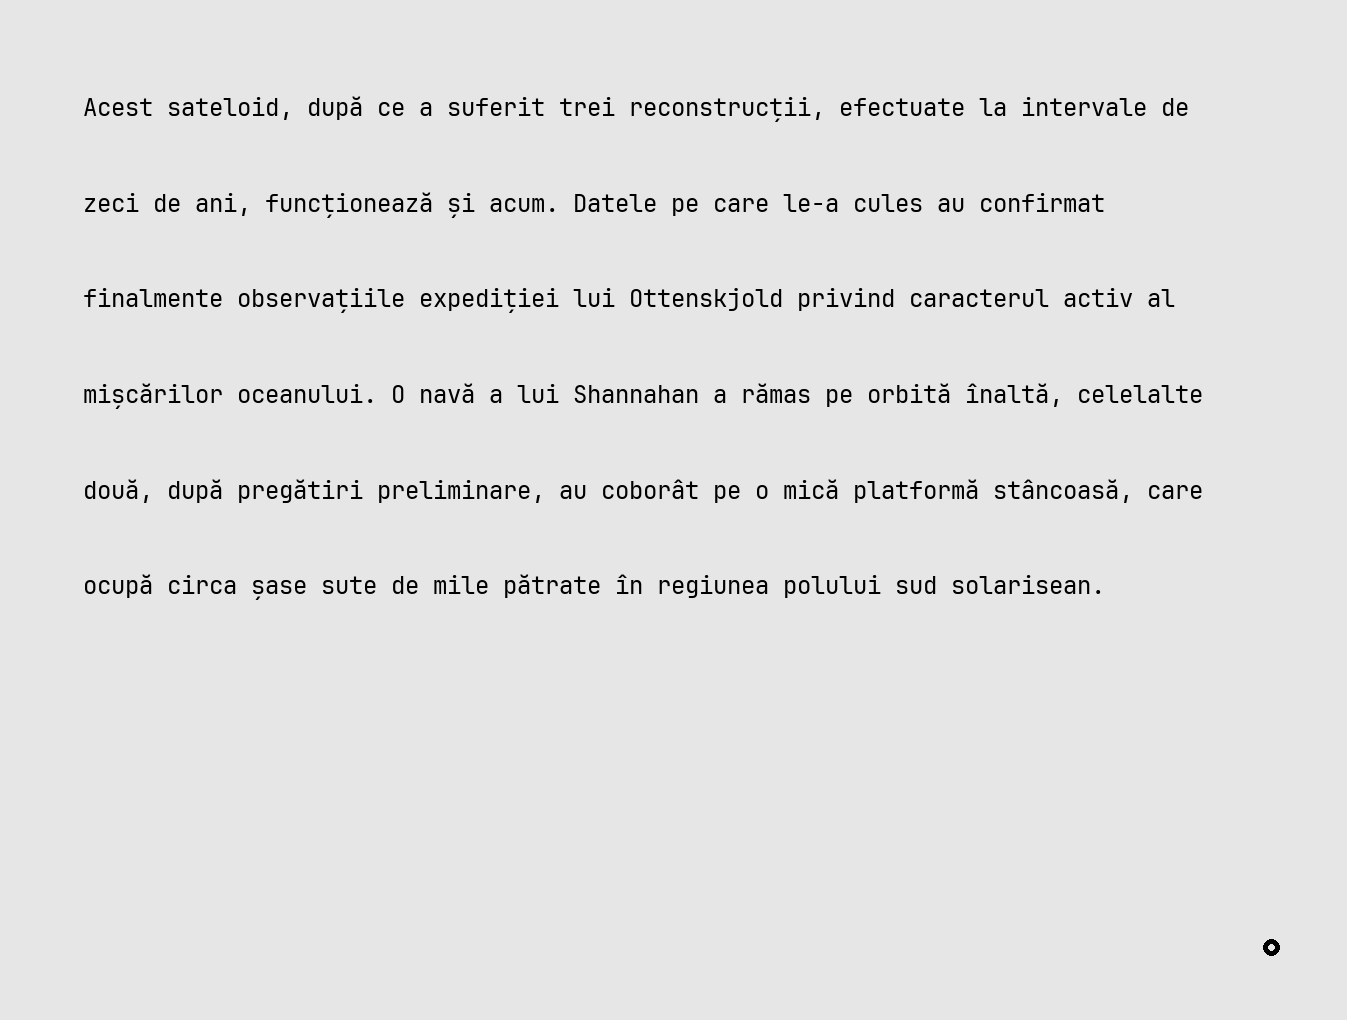 Acest sateloid, după ce a suferit trei reconstrucții, efectuate la intervale de
zeci de ani, funcționează și acum. Datele pe care le-a cules au confirmat
finalmente observațiile expediției lui Ottenskjold privind caracterul activ al
mișcărilor oceanului. O navă a lui Shannahan a rămas pe orbită înaltă, celelalte
două, după pregătiri preliminare, au coborât pe o mică platformă stâncoasă, care
ocupă circa șase sute de mile pătrate în regiunea polului sud solarisean.